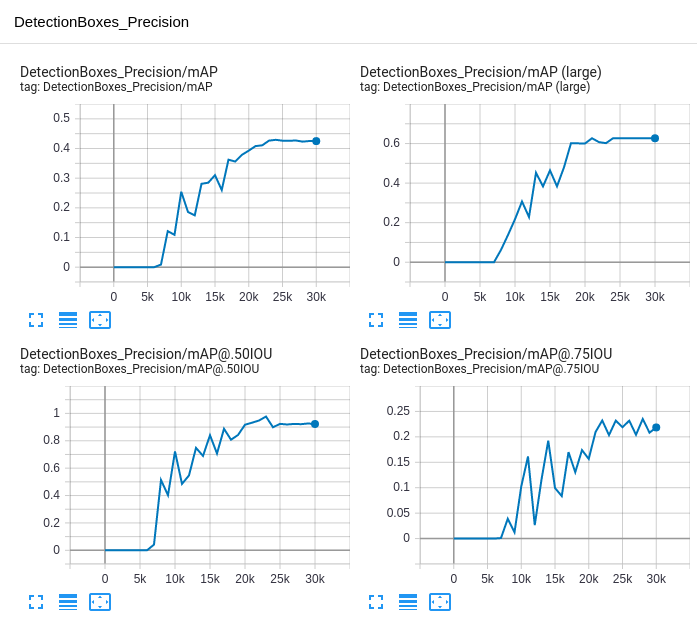 DetectionBoxes_Precision
DetectionBoxes_Precision/mAP
tag: DetectionBoxes_Precision/mAP
0.5
0.4
0.3
0.2
0.1
0
0 5k 10k 15k 20k 25k 30k
DetectionBoxes_Precision/mAP (large)
tag: DetectionBoxes_Precision/mAP (large)
0.6
0.4
0.2
0
0 5k 10k 15k 20k 25k 30k
DetectionBoxes_Precision/mAP@.50IOU
tag: DetectionBoxes_Precision/mAP@.50IOU
1
0.8
0.6
0.4
0.2
0
0 5k 10k 15k 20k 25k 30k
DetectionBoxes_Precision/mAP@.75IOU
tag: DetectionBoxes_Precision/mAP@.75IOU
0.25
0.2
0.15
0.1
0.05
0
0 5k 10k 15k 20k 25k 30k